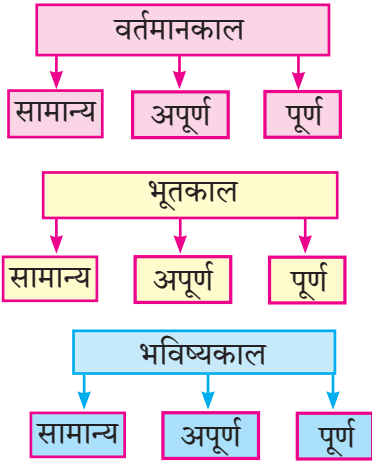 वर्तमानकाल
सामान्य अपूर्ण पूर्ण
भूतकाल
सामान्य अपूर्ण पूर्ण
भविष्यकाल
सामान्य अपूर्ण पूर्ण